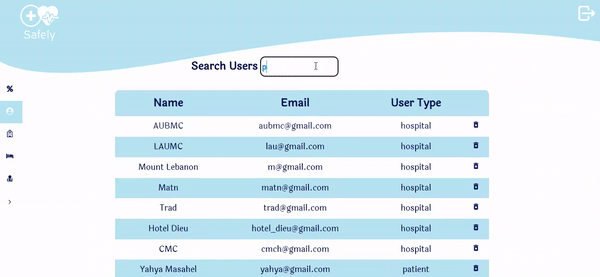 Safely
Search Users p
Name Email User Type
AUBMC aubmc@gmail.com hospital
LAUMC lau@gmail.com hospital
Mount Lebanon m@gmail.com hospital
Matn matn@gmail.com hospital
Trad trad@gmail.com hospital
Hotel Dieu hotel_dieu@gmail.com hospital
CMC cmch@gmail.com hospital
Yahya Masahel yahya@gmail.com patient